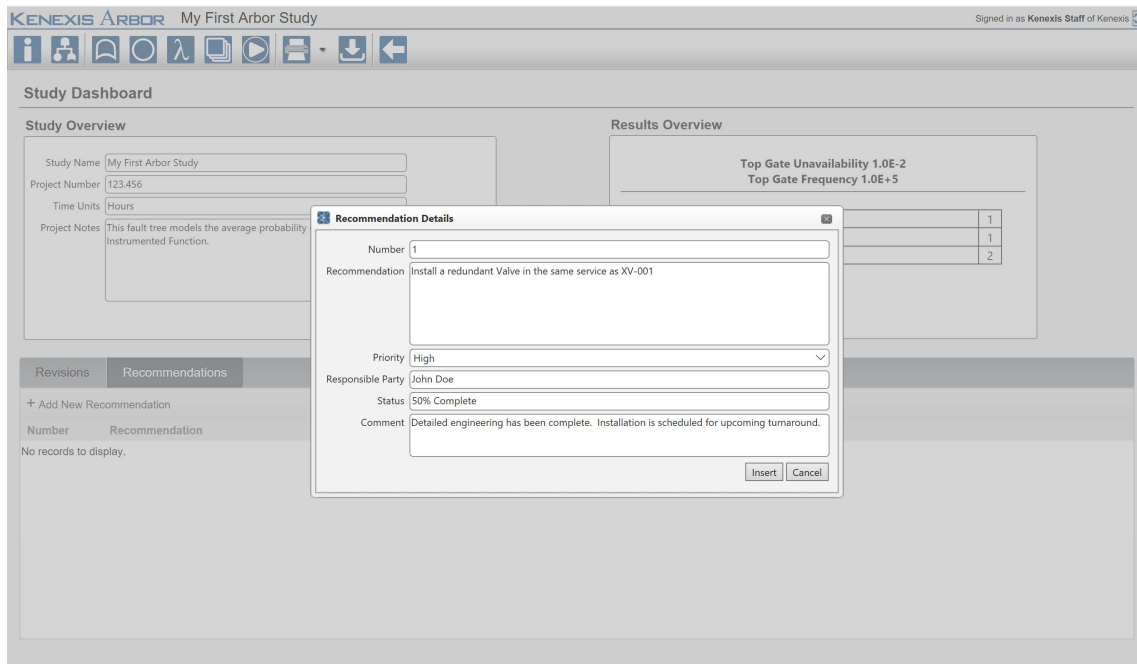 KENEXIS ARBOR My First Arbor Study
Signed in as Kenexis Staff of Kenexis
λ
Study Dashboard
Study Overview
Study Name My First Arbor Study
Project Number 123.456
Time Units Hours
Project Notes This fault tree models the average probability
Instrumented Function.
Results Overview
Top Gate Unavailability 1.0E-2
Top Gate Frequency 1.0E+5
1
1
2
Recommendation Details
Number 1
Recommendation Install a redundant Valve in the same service as XV-001
Priority High
Responsible Party John Doe
Status 50% Complete
Comment Detailed engineering has been complete. Installation is scheduled for upcoming turnaround.
Insert Cancel
Revisions Recommendations
+ Add New Recommendation
Number Recommendation
No records to display.